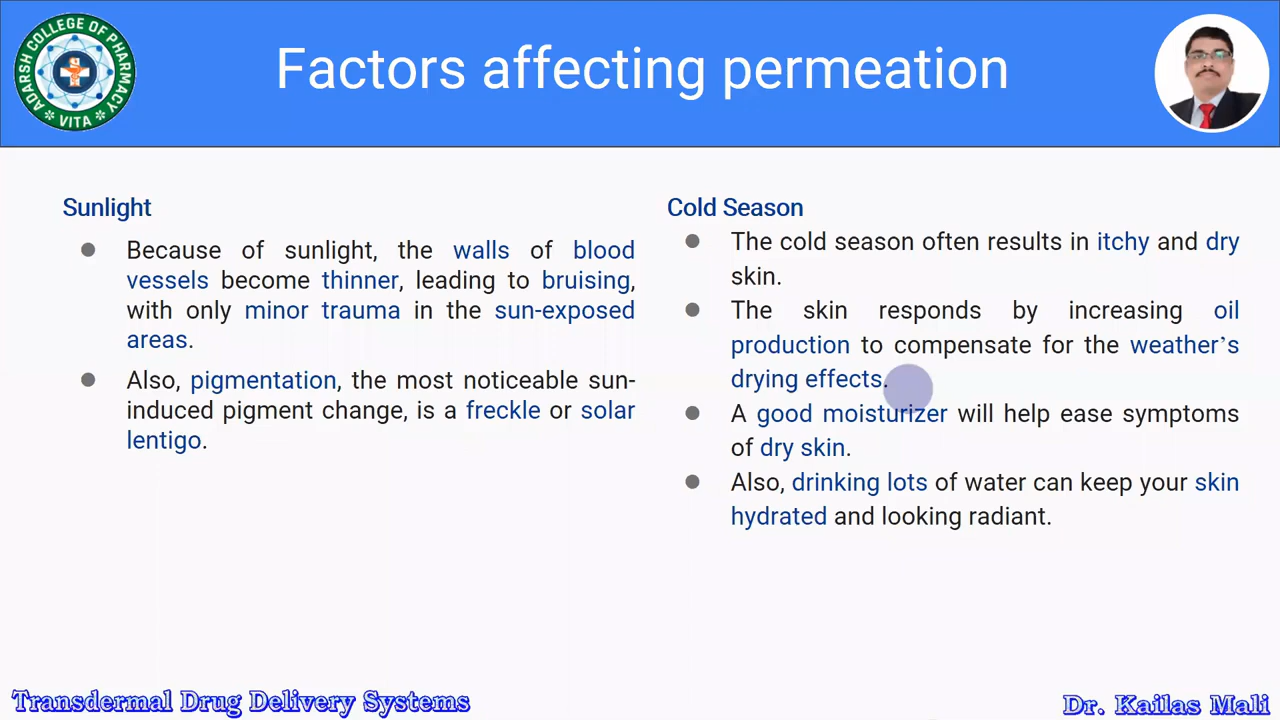 ADARSH COLLEGE OF PHARMACY
VITA
Factors affecting permeation
Sunlight
Because of sunlight, the walls of blood
vessels become thinner, leading to bruising,
with only minor trauma in the sun-exposed
areas.
Also, pigmentation, the most noticeable sun-
induced pigment change, is a freckle or solar
lentigo.
Cold Season
The cold season often results in itchy and dry
skin.
The skin responds by increasing oil
production to compensate for the weather’s
drying effects.
A good moisturizer will help ease symptoms
of dry skin.
Also, drinking lots of water can keep your skin
hydrated and looking radiant.
Transdermal Drug Delivery Systems
Dr. Kailas Mali